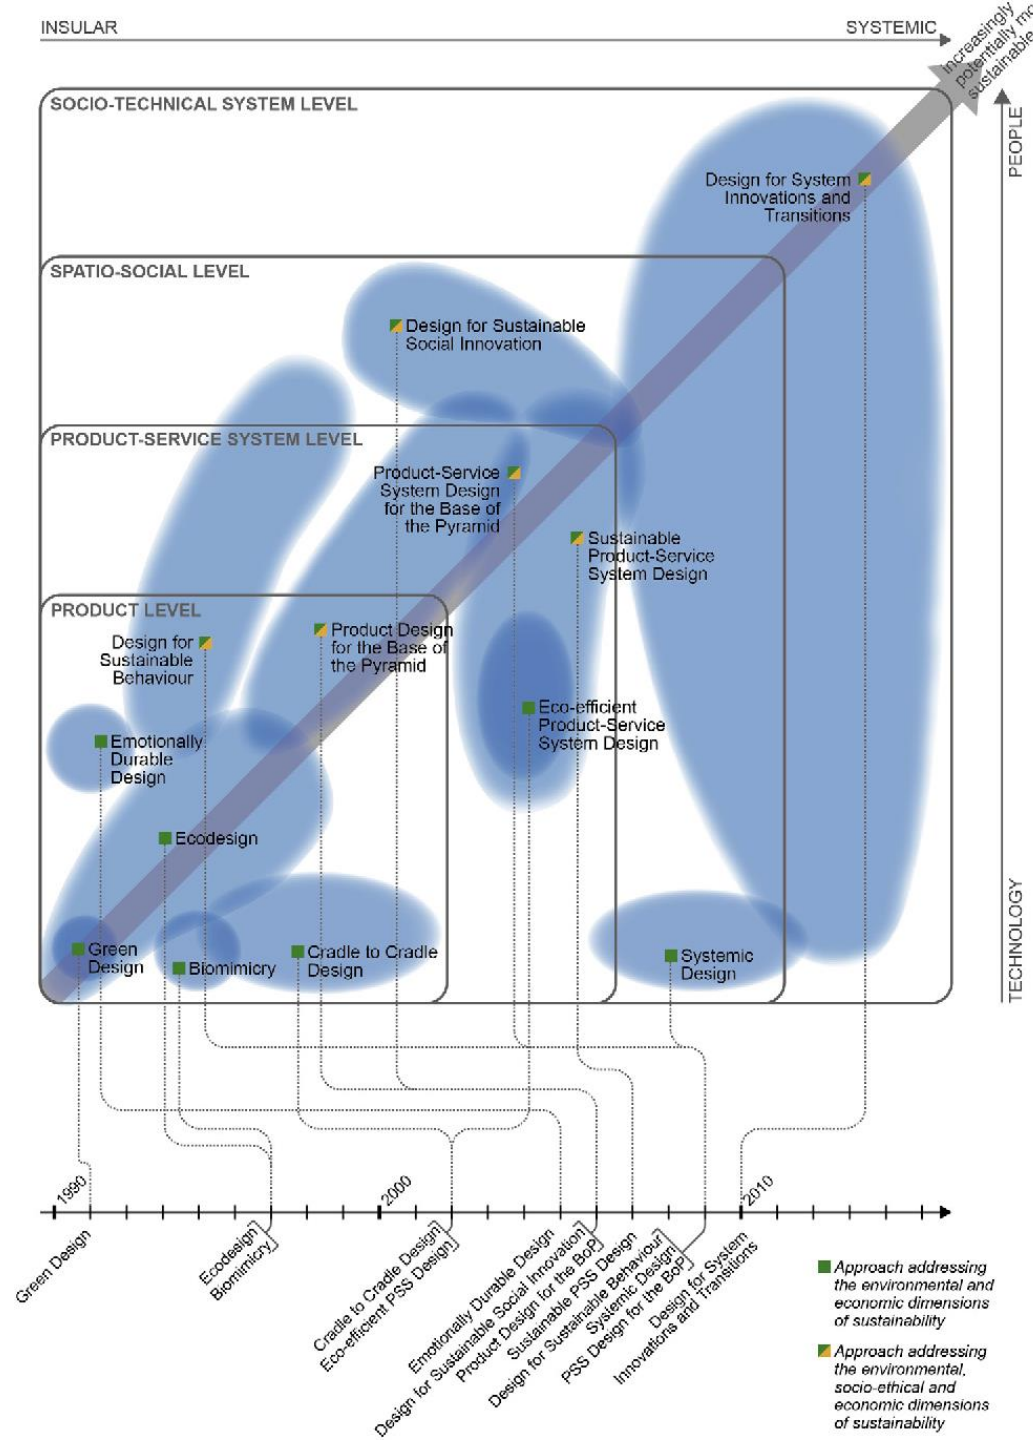 INSULAR
SYSTEMIC
Increasingly
potentially
sustainable
SOCIO-TECHNICAL SYSTEM LEVEL
PEOPLE
Design for System
Innovations and
Transitions
SPATIO-SOCIAL LEVEL
Design for Sustainable
Social Innovation
PRODUCT-SERVICE SYSTEM LEVEL
Product-Service
System Design
for the Base of
the Pyramid
Sustainable
Product-Service
System Design
PRODUCT LEVEL
Design for
Sustainable
Behaviour
Product Design
for the Base of
the Pyramid
Eco-efficient
Product-Service
System Design
Emotionally
Durable
Design
Ecodesign
Green
Design
Biomimicry
Cradle to Cradle
Design
Systemic
Design
TECHNOLOGY
1990
2000
2010
Green Design
Ecodesign
Biomimicry
Cradle to Cradle Design
Eco-efficient PSS Design
Emotionally Durable Design
Design for Sustainable Social Innovation
Product Design for the BoP
Sustainable PSS Design
Design for Sustainable Behaviour
Systemic Design
PSS Design for the BoP
Design for System
Innovations and Transitions
Approach addressing
the environmental and
economic dimensions
of sustainability
Approach addressing
the environmental,
socio-ethical and
economic dimensions
of sustainability